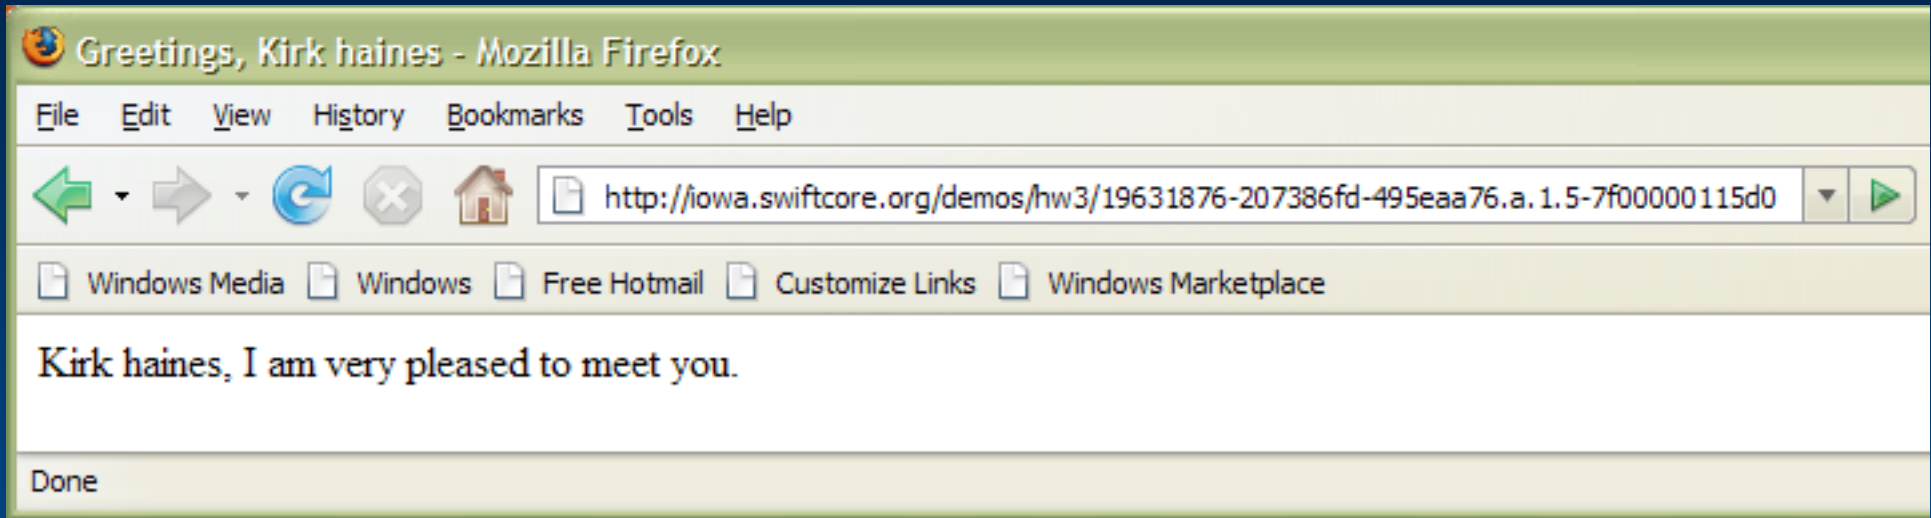 Greetings, Kirk haines - Mozilla Firefox
File Edit View History Bookmarks Tools Help
http://iowa.swiftcore.org/demos/hw3/19631876-207386fd-495eaa76.a.1.5-7f00000115d0
Windows Media Windows Free Hotmail Customize Links Windows Marketplace
Kirk haines, I am very pleased to meet you.
Done